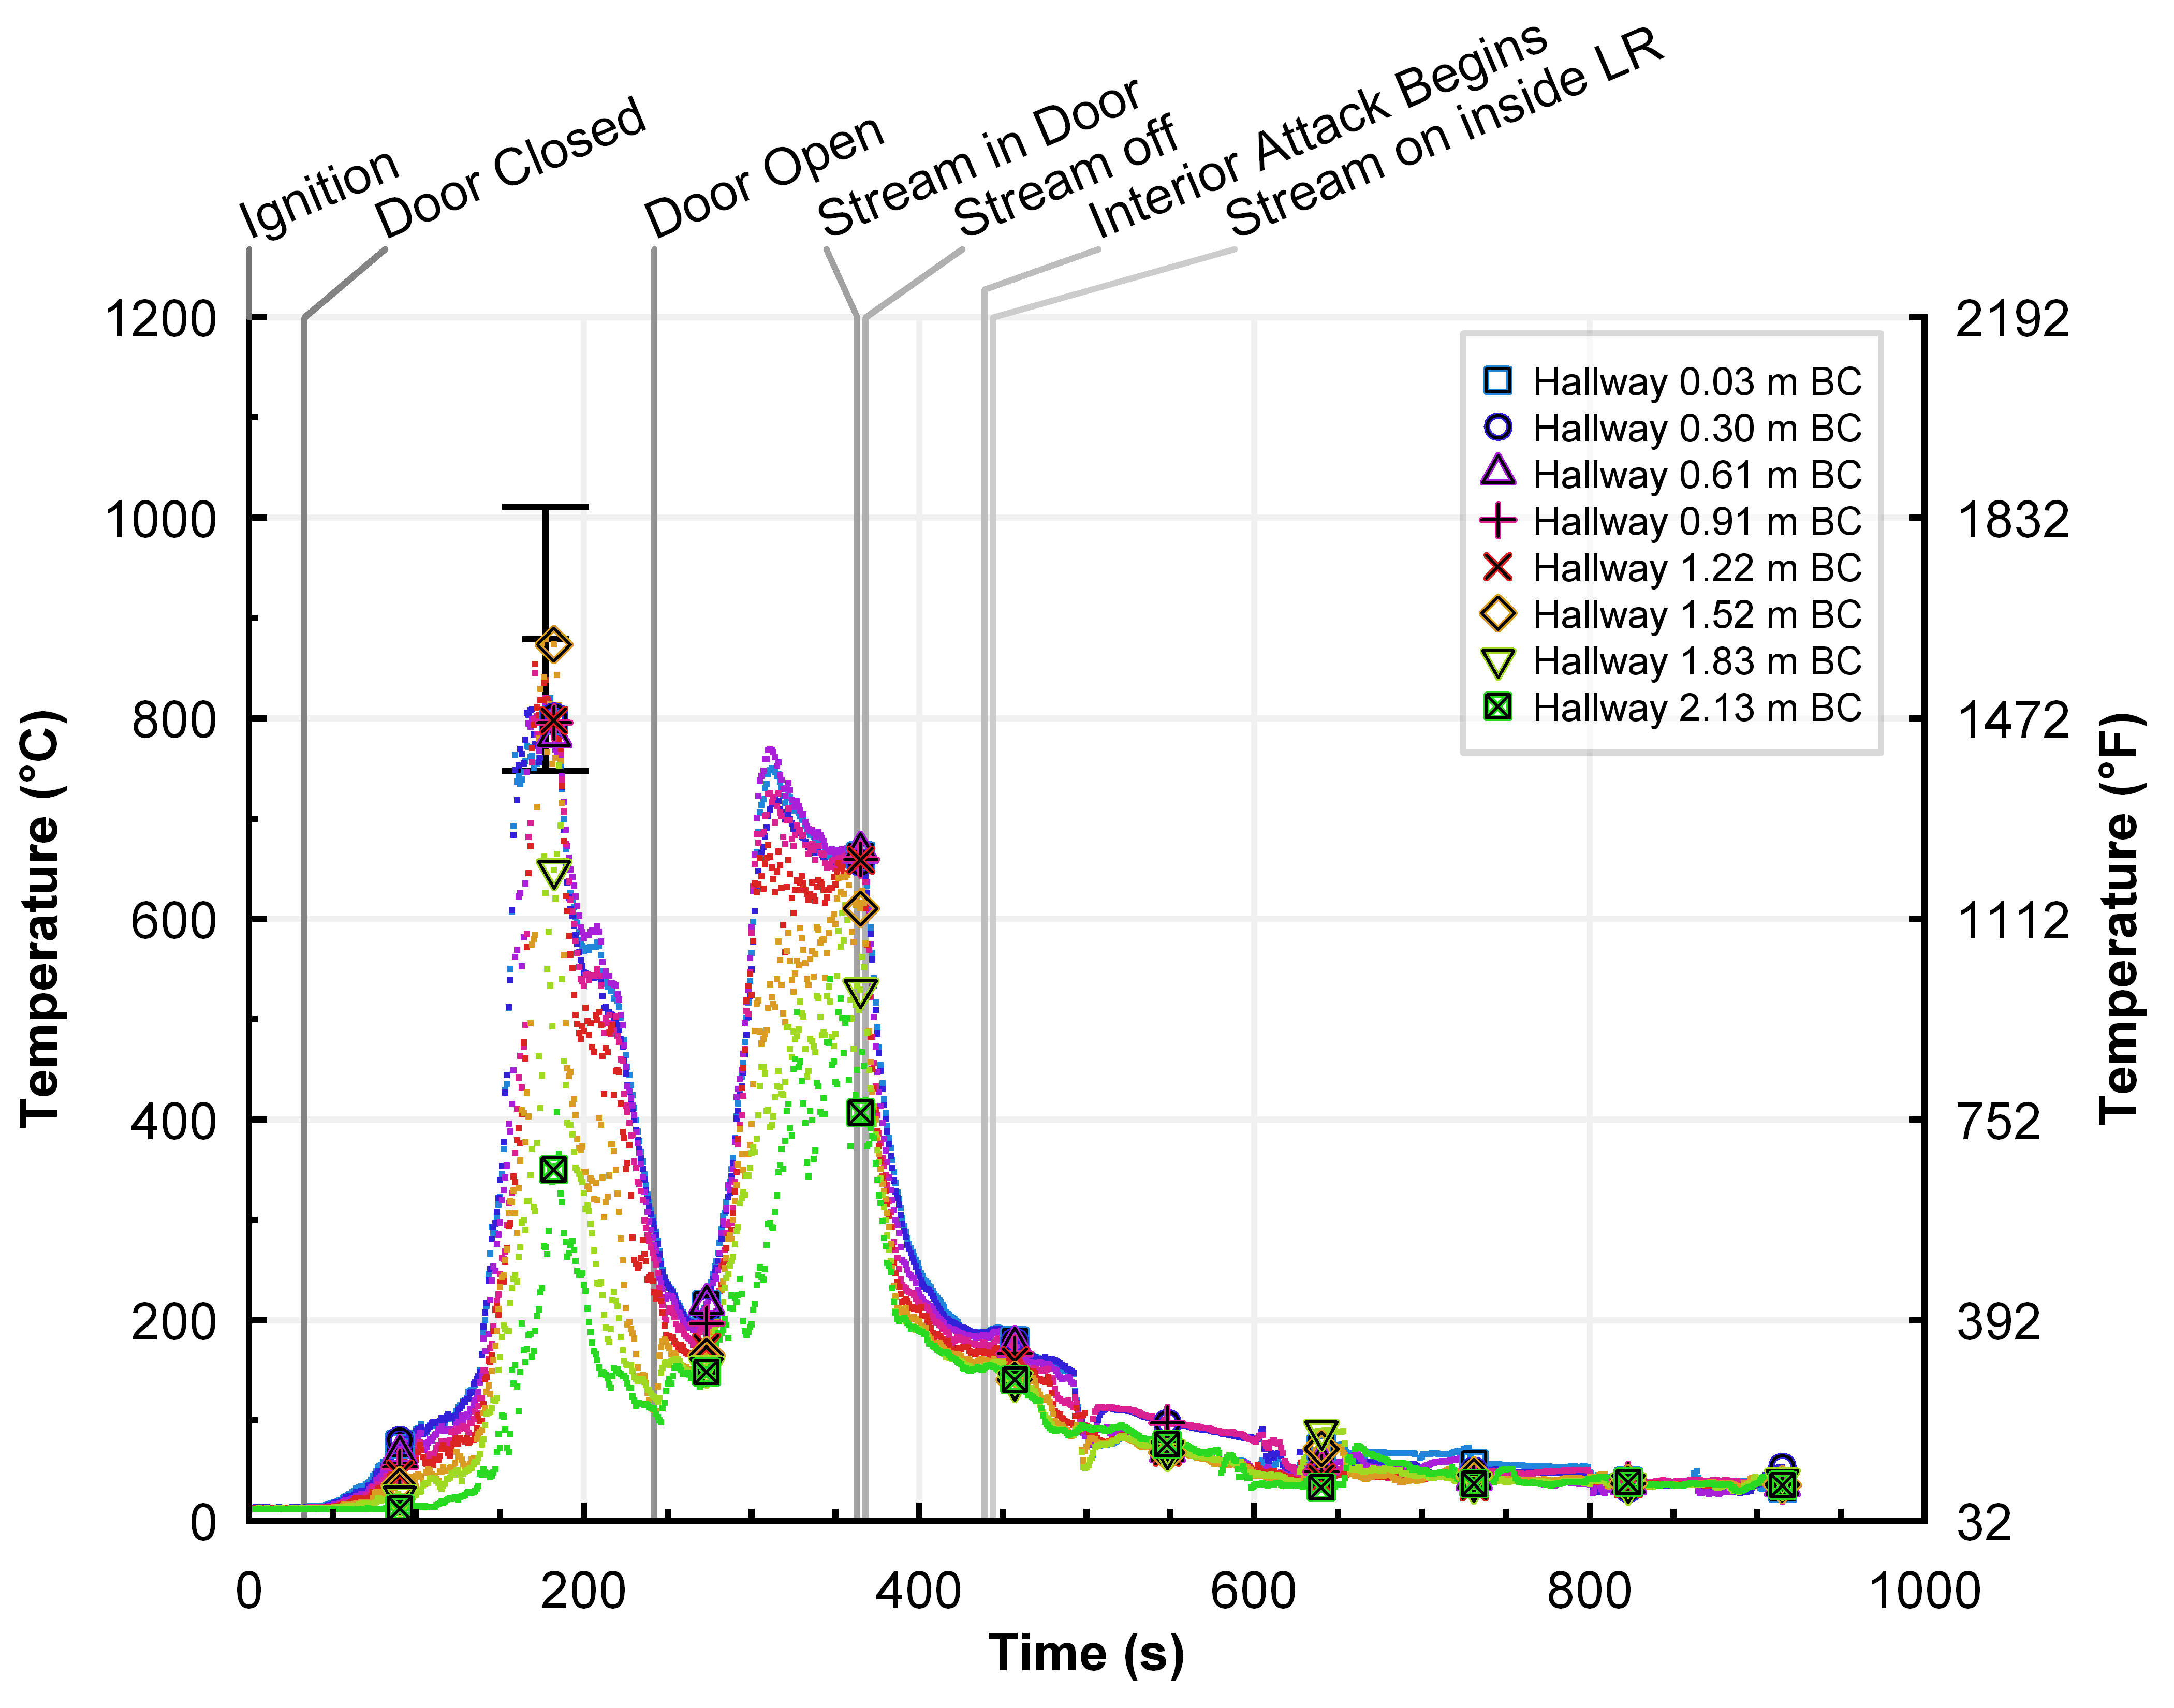 Ignition
Door Closed
Door Open
Stream in Door
Stream off
Interior Attack Begins
Stream on inside LR
1200
1000
800
600
400
200
0
Temperature (°C)
2192
1832
1472
1112
752
392
32
Temperature (°F)
Hallway 0.03 m BC
Hallway 0.30 m BC
Hallway 0.61 m BC
Hallway 0.91 m BC
Hallway 1.22 m BC
Hallway 1.52 m BC
Hallway 1.83 m BC
Hallway 2.13 m BC
0 200 400 600 800 1000
Time (s)